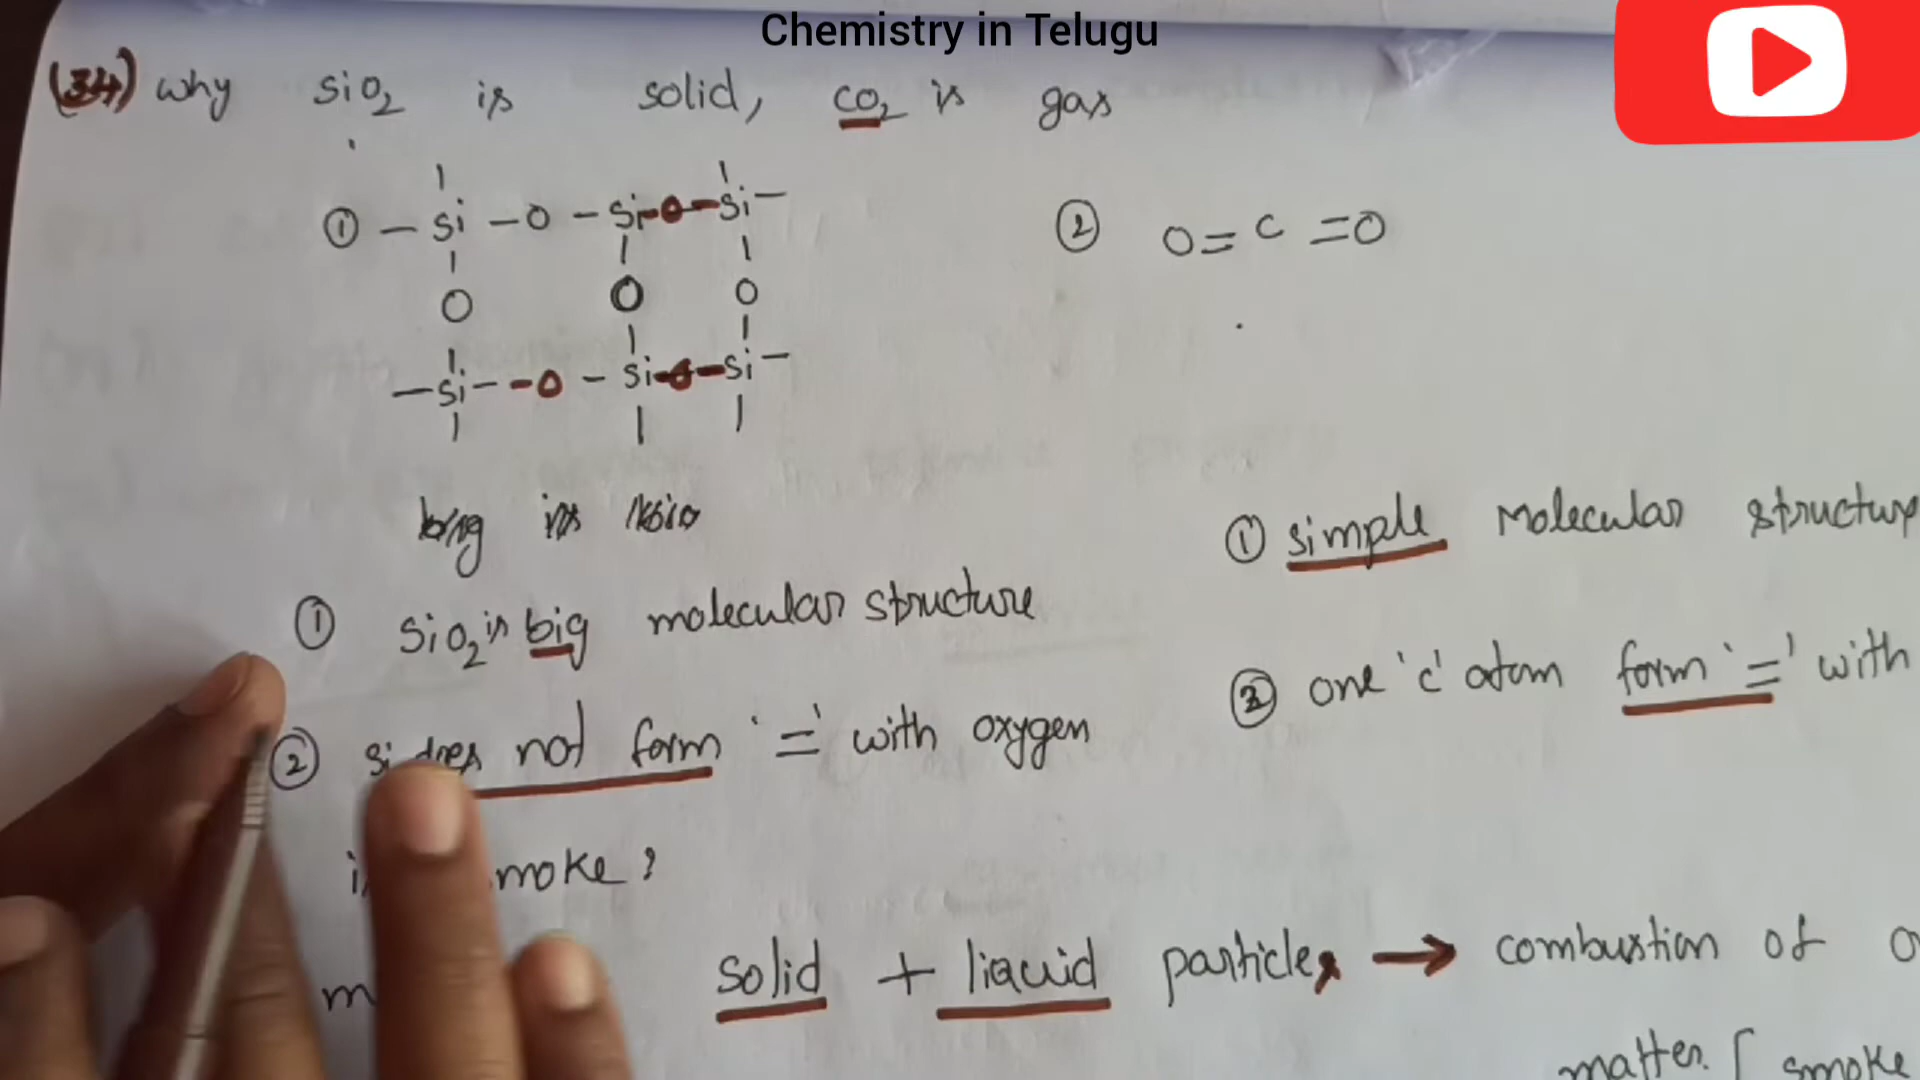 Chemistry in Telugu
(34) why SiO2 is solid, CO2 is gas
① – Si – O – Si – O – Si –
② O = C = O
O O O
– Si – – O – Si – O – Si –
① simple Molecular structure
① SiO2 is big molecular structure
② one 'c' atom form '=' with
② Si does not form '=' with oxygen
moke?
solid + liquid particles → combustion of
matter. [ smoke